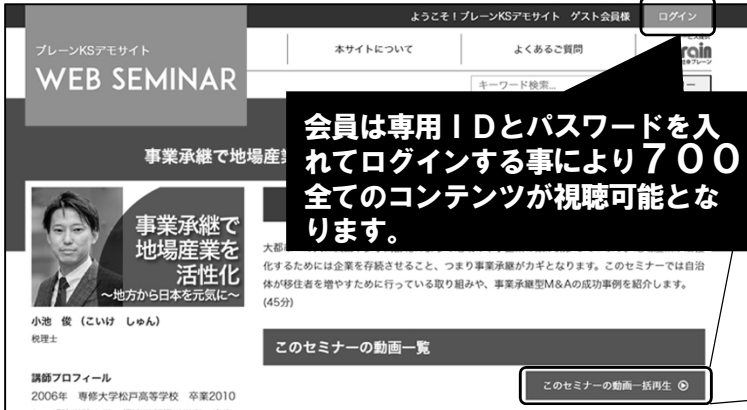 ようこそ！ブレーンKSデモサイト ゲスト会員様
ログイン
ブレーンKSデモサイト
WEB SEMINAR
本サイトについて
よくあるご質問
rain
キーワード検索...
会員は専用ＩＤとパスワードを入
れてログインする事により７００
全てのコンテンツが視聴可能とな
ります。
事業承継で地場産業
事業承継で
地場産業を
活性化
～地方から日本を元気に～
化するためには企業を存続させること、つまり事業承継がカギとなります。このセミナーでは自治
体が移住者を増やすために行っている取り組みや、事業承継型M&Aの成功事例を紹介します。
(45分)
小池 俊（こいけ しゅん）
税理士
このセミナーの動画一覧
このセミナーの動画一括再生
講師プロフィール
2006年 専修大学松戸高等学校 卒業2010